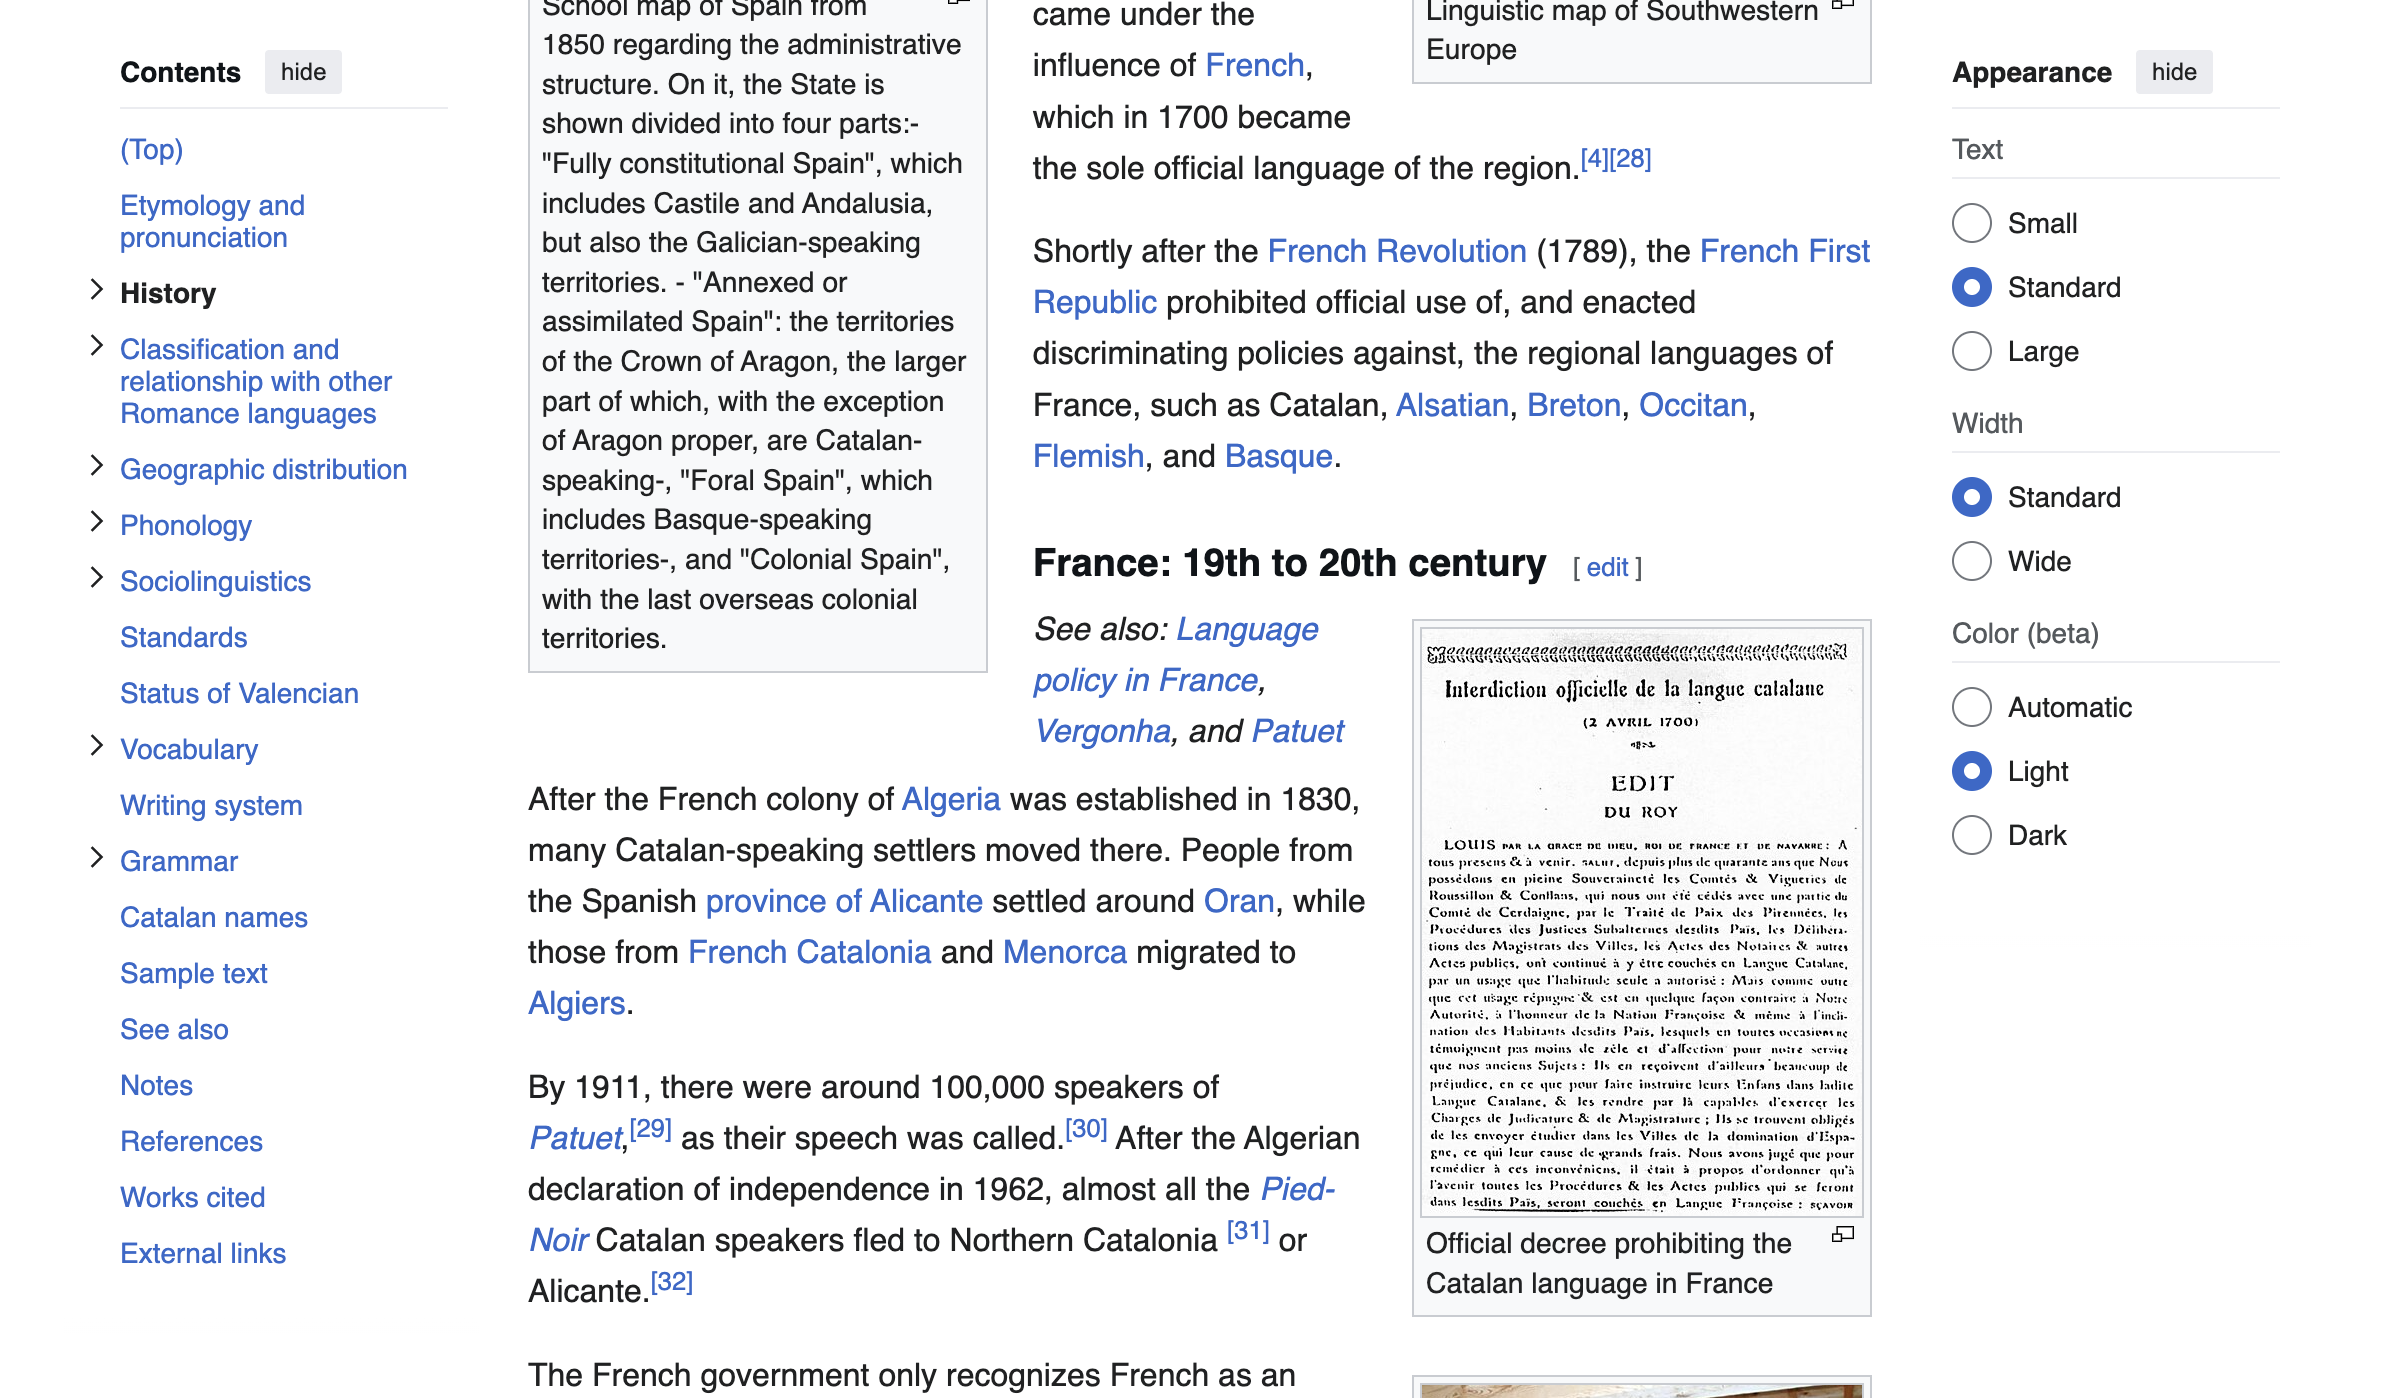 Contents hide
(Top)
Etymology and
pronunciation
History
Classification and
relationship with other
Romance languages
Geographic distribution
Phonology
Sociolinguistics
Standards
Status of Valencian
Vocabulary
Writing system
Grammar
Catalan names
Sample text
See also
Notes
References
Works cited
External links
School map of Spain from
1850 regarding the administrative
structure. On it, the State is
shown divided into four parts:-
"Fully constitutional Spain", which
includes Castile and Andalusia,
but also the Galician-speaking
territories. - "Annexed or
assimilated Spain": the territories
of the Crown of Aragon, the larger
part of which, with the exception
of Aragon proper, are Catalan-
speaking-, "Foral Spain", which
includes Basque-speaking
territories-, and "Colonial Spain",
with the last overseas colonial
territories.
came under the
influence of French,
which in 1700 became
the sole official language of the region.[4][28]
Linguistic map of Southwestern
Europe
Shortly after the French Revolution (1789), the French First
Republic prohibited official use of, and enacted
discriminating policies against, the regional languages of
France, such as Catalan, Alsatian, Breton, Occitan,
Flemish, and Basque.
France: 19th to 20th century [ edit ]
See also: Language
policy in France,
Vergonha, and Patuet
After the French colony of Algeria was established in 1830,
many Catalan-speaking settlers moved there. People from
the Spanish province of Alicante settled around Oran, while
those from French Catalonia and Menorca migrated to
Algiers.
By 1911, there were around 100,000 speakers of
Patuet,[29] as their speech was called.[30] After the Algerian
declaration of independence in 1962, almost all the Pied-
Noir Catalan speakers fled to Northern Catalonia [31] or
Alicante.[32]
The French government only recognizes French as an
Interdiction officielle de la langue catalane
(2 AVRIL 1700)
EDIT
DU ROY
LOUIS PAR LA GRACE DE DIEU, ROI DE FRANCE ET DE NAVARRE : A
tous presens & à venir. SALUT, depuis plus de quarante ans que Nous
possédons en pleine Souveraineté les Comtés & Vigueries de
Roussillon & Conflans, qui nous ont été cédés avec une partie du
Comté de Cerdaigne, par le Traité de Paix des Pirennées, les
Procédures des Justices Subalternes desdits Païs, les Délibéra-
tions des Magistrats des Villes, les Actes des Notaires & autres
Actes publics, ont continué à y étre couchés en Langue Catalane,
par un usage que l'habitude seule a autorisé : Mais comme outre
que cet usage répugne & est en quelque façon contraire à Notre
Autorité, à l'honneur de la Nation Françoise & même à l'incli-
nation des Habitants desdits Païs, lesquels en toutes occasions ne
témoignent pas moins de zèle et d'affection pour notre service
que nos anciens Sujets : Ils en reçoivent d'ailleurs beaucoup de
préjudice, en ce que pour faire instruire leurs Enfans dans ladite
Langue Catalane, & les rendre par là capables d'exercer les
Charges de Judicature & de Magistrature ; Ils se trouvent obligés
de les envoyer étudier dans les Villes de la domination d'Espa-
gne, ce qui leur cause de grands frais. Nous avons jugé que pour
remédier à ces inconvéniens, il était à propos d'ordonner qu'à
l'avenir toutes les Procédures & les Actes publics qui se feront
dans lesdits Païs, seront couchés en Langue Françoise : SÇAVOIR
Official decree prohibiting the
Catalan language in France
Appearance hide
Text
Small
Standard
Large
Width
Standard
Wide
Color (beta)
Automatic
Light
Dark